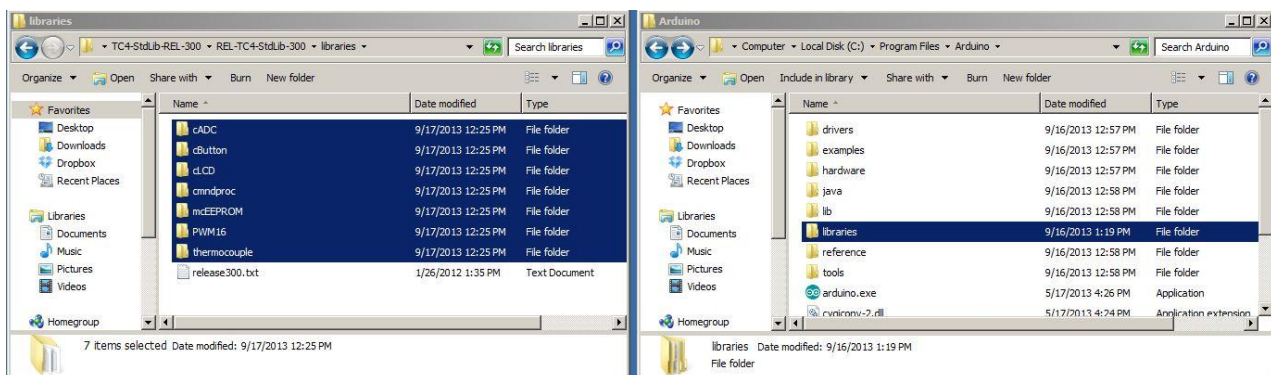 libraries
TC4-StdLib-REL-300 REL-TC4-StdLib-300 libraries Search libraries
Organize Open Share with Burn New folder
Name Date modified Type
Favorites
Desktop
Downloads
Dropbox
Recent Places
Libraries
Documents
Music
Pictures
Videos
Homegroup
cADC 9/17/2013 12:25 PM File folder
cButton 9/17/2013 12:25 PM File folder
cLCD 9/17/2013 12:25 PM File folder
cmndproc 9/17/2013 12:25 PM File folder
mcEEPROM 9/17/2013 12:25 PM File folder
PWM16 9/17/2013 12:25 PM File folder
thermocouple 9/17/2013 12:25 PM File folder
release300.txt 1/26/2012 1:35 PM Text Document
7 items selected Date modified: 9/17/2013 12:25 PM
Arduino
Computer Local Disk (C:) Program Files Arduino Search Arduino
Organize Open Include in library Share with Burn New folder
Name Date modified Type
Favorites
Desktop
Downloads
Dropbox
Recent Places
Libraries
Documents
Music
Pictures
Videos
Homegroup
drivers 9/16/2013 12:57 PM File folder
examples 9/16/2013 12:57 PM File folder
hardware 9/16/2013 12:57 PM File folder
java 9/16/2013 12:58 PM File folder
lib 9/16/2013 12:58 PM File folder
libraries 9/16/2013 1:19 PM File folder
reference 9/16/2013 12:58 PM File folder
tools 9/16/2013 12:58 PM File folder
arduino.exe 5/17/2013 4:26 PM Application
cygiconv-2.dll 5/17/2013 4:24 PM Application extension
libraries Date modified: 9/16/2013 1:19 PM
File folder